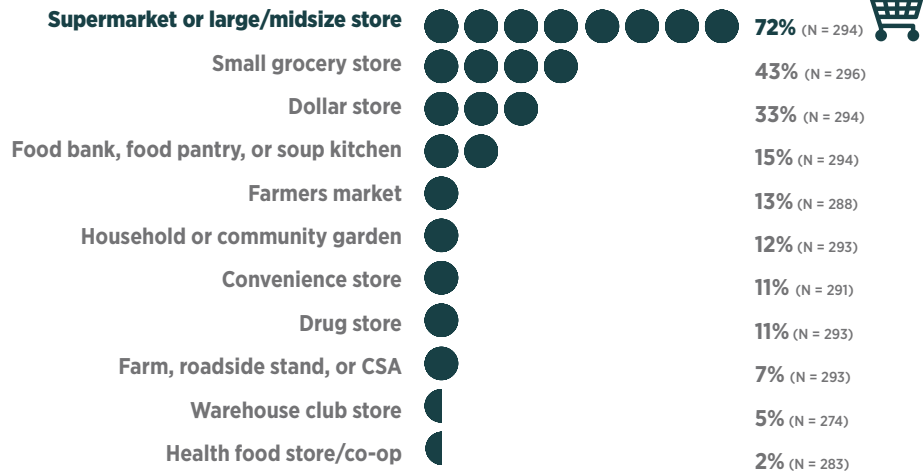 Supermarket or large/midsize store 72% (N = 294)
Small grocery store 43% (N = 296)
Dollar store 33% (N = 294)
Food bank, food pantry, or soup kitchen 15% (N = 294)
Farmers market 13% (N = 288)
Household or community garden 12% (N = 293)
Convenience store 11% (N = 291)
Drug store 11% (N = 293)
Farm, roadside stand, or CSA 7% (N = 293)
Warehouse club store 5% (N = 274)
Health food store/co-op 2% (N = 283)